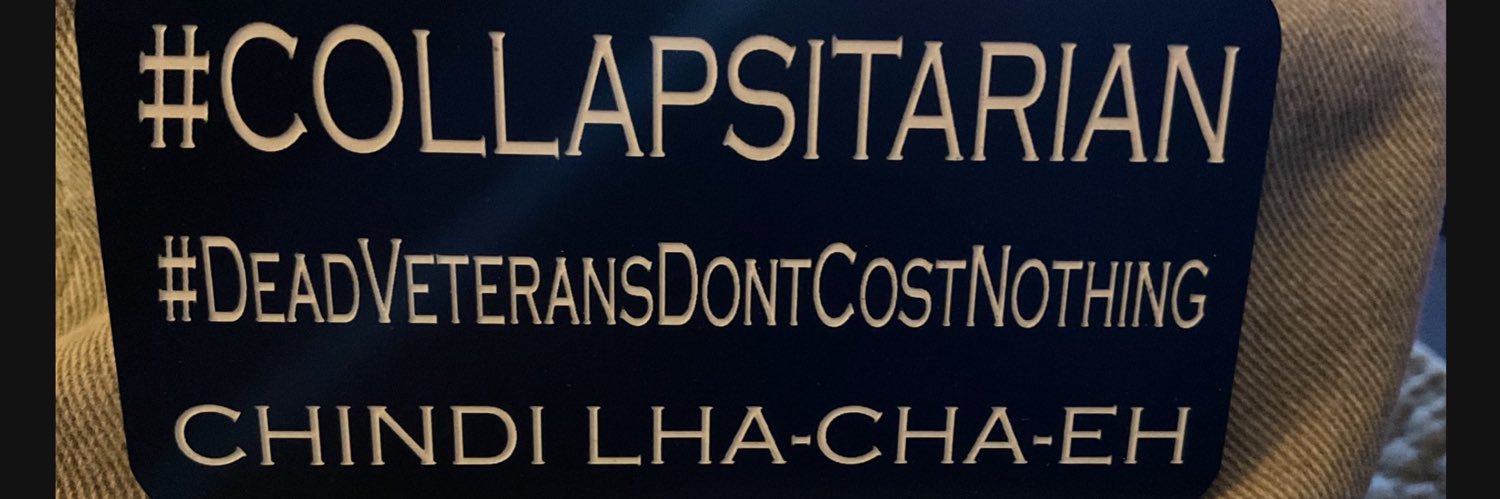 #COLLAPSITARIAN
#DEADVETERANSDONTCOSTNOTHING
CHINDI LHA-CHA-EH